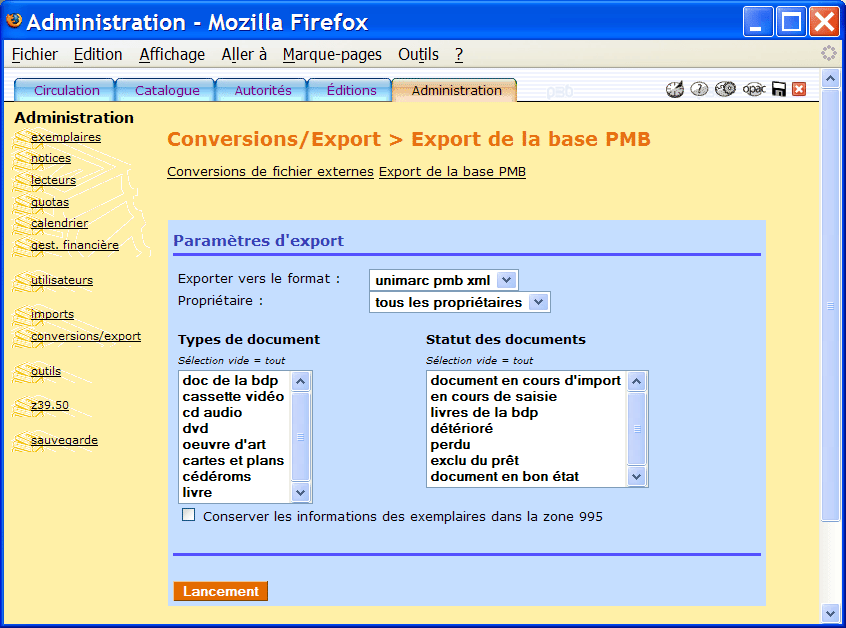 Administration - Mozilla Firefox
Fichier Edition Affichage Aller à Marque-pages Outils ?
Circulation Catalogue Autorités Éditions Administration opac
Administration
exemplaires
notices
lecteurs
quotas
calendrier
gest. financière
utilisateurs
imports
conversions/export
outils
z39.50
sauvegarde
Conversions/Export > Export de la base PMB
Conversions de fichier externes Export de la base PMB
Paramètres d'export
Exporter vers le format : unimarc pmb xml
Propriétaire : tous les propriétaires
Types de document
Sélection vide = tout
doc de la bdp
cassette vidéo
cd audio
dvd
oeuvre d'art
cartes et plans
cédéroms
livre
Statut des documents
Sélection vide = tout
document en cours d'import
en cours de saisie
livres de la bdp
détérioré
perdu
exclu du prêt
document en bon état
Conserver les informations des exemplaires dans la zone 995
Lancement